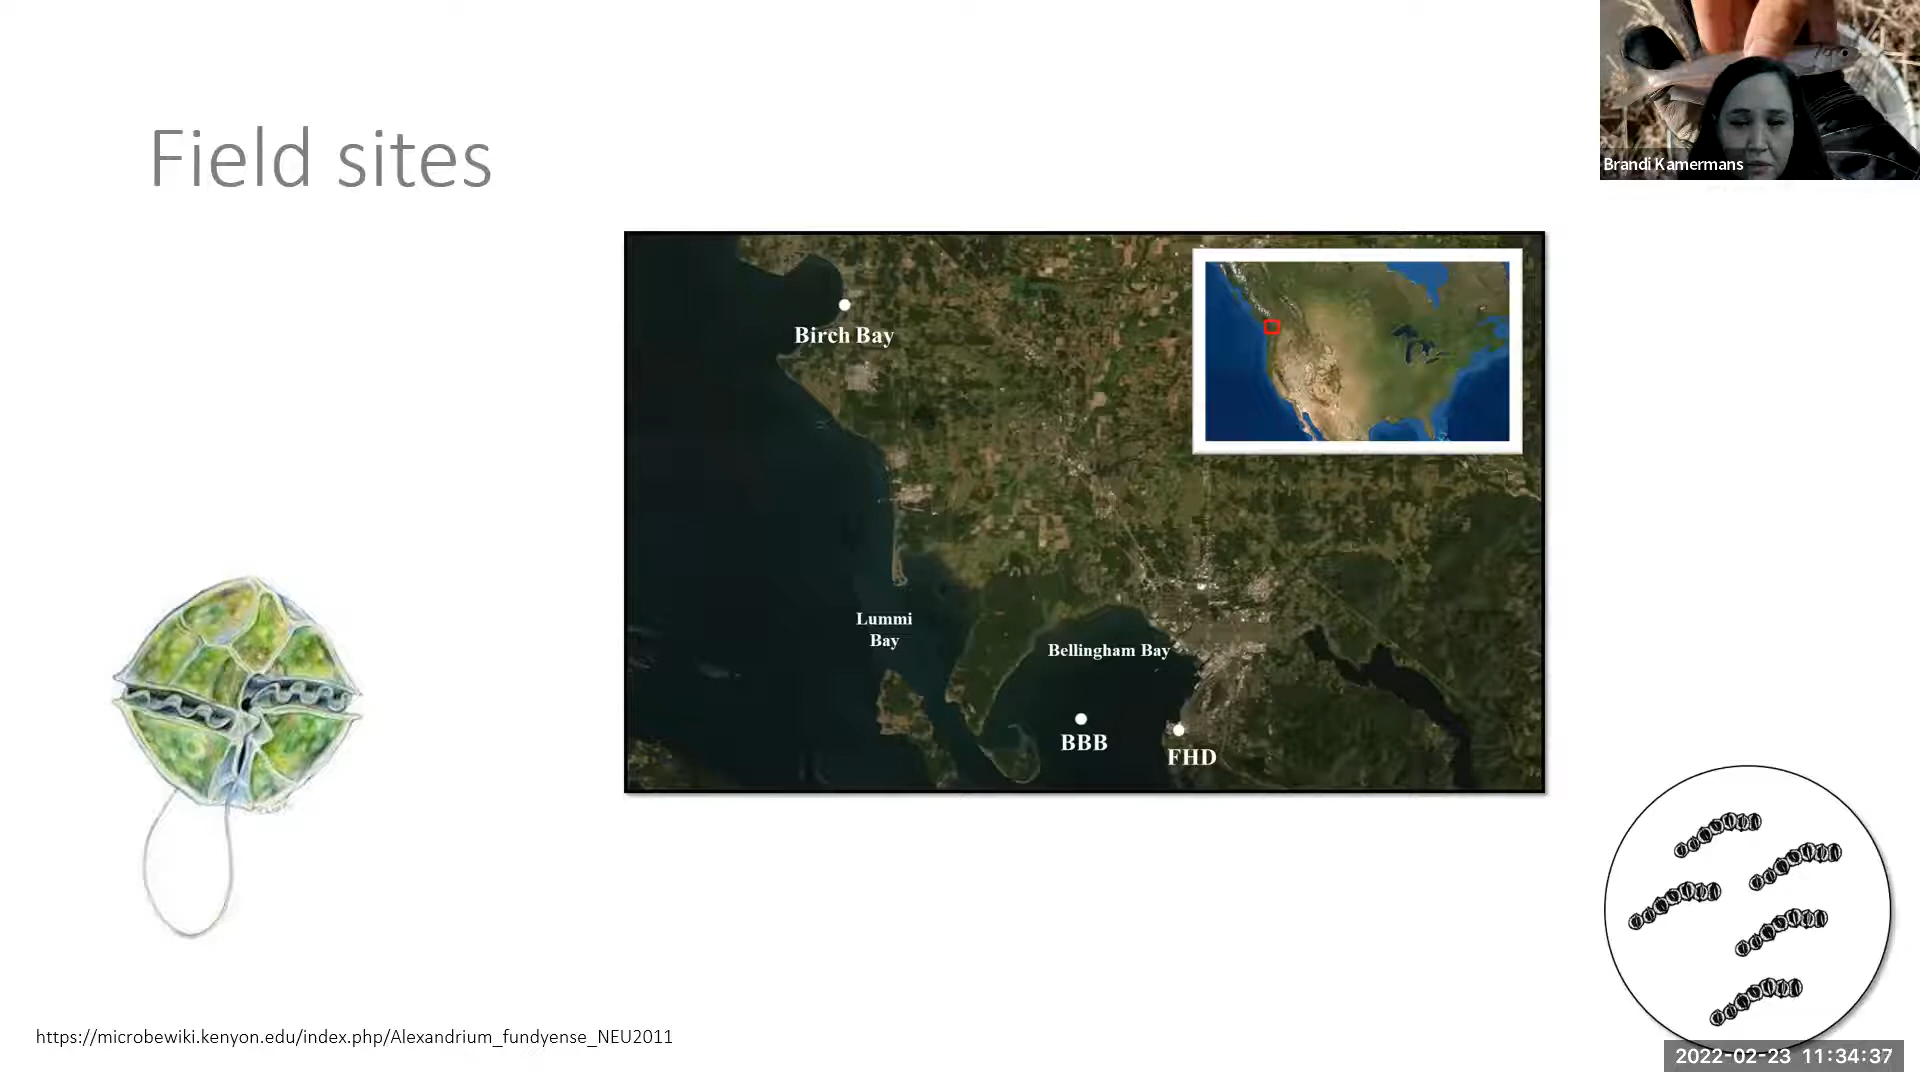 Brandi Kamermans
Field sites
Birch Bay
Lummi
Bay
Bellingham Bay
BBB
FHD
https://microbewiki.kenyon.edu/index.php/Alexandrium_fundyense_NEU2011
2022-02-23 11:34:37